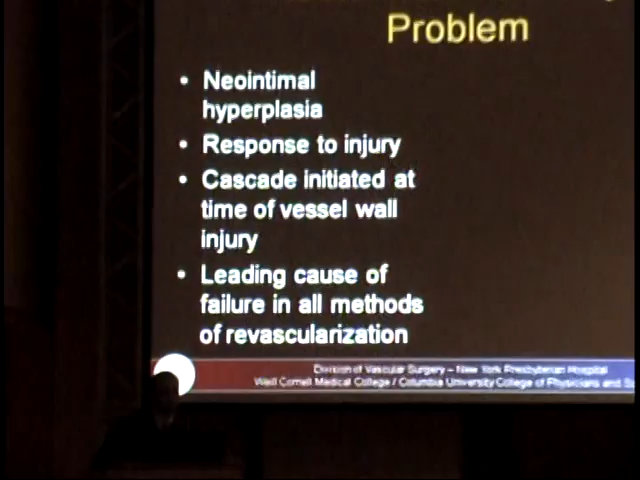 Problem
• Neointimal
hyperplasia
• Response to injury
• Cascade initiated at
time of vessel wall
injury
• Leading cause of
failure in all methods
of revascularization
Division of Vascular Surgery – New York Presbyterian Hospital
Weill Cornell Medical College / Columbia University College of Physicians and